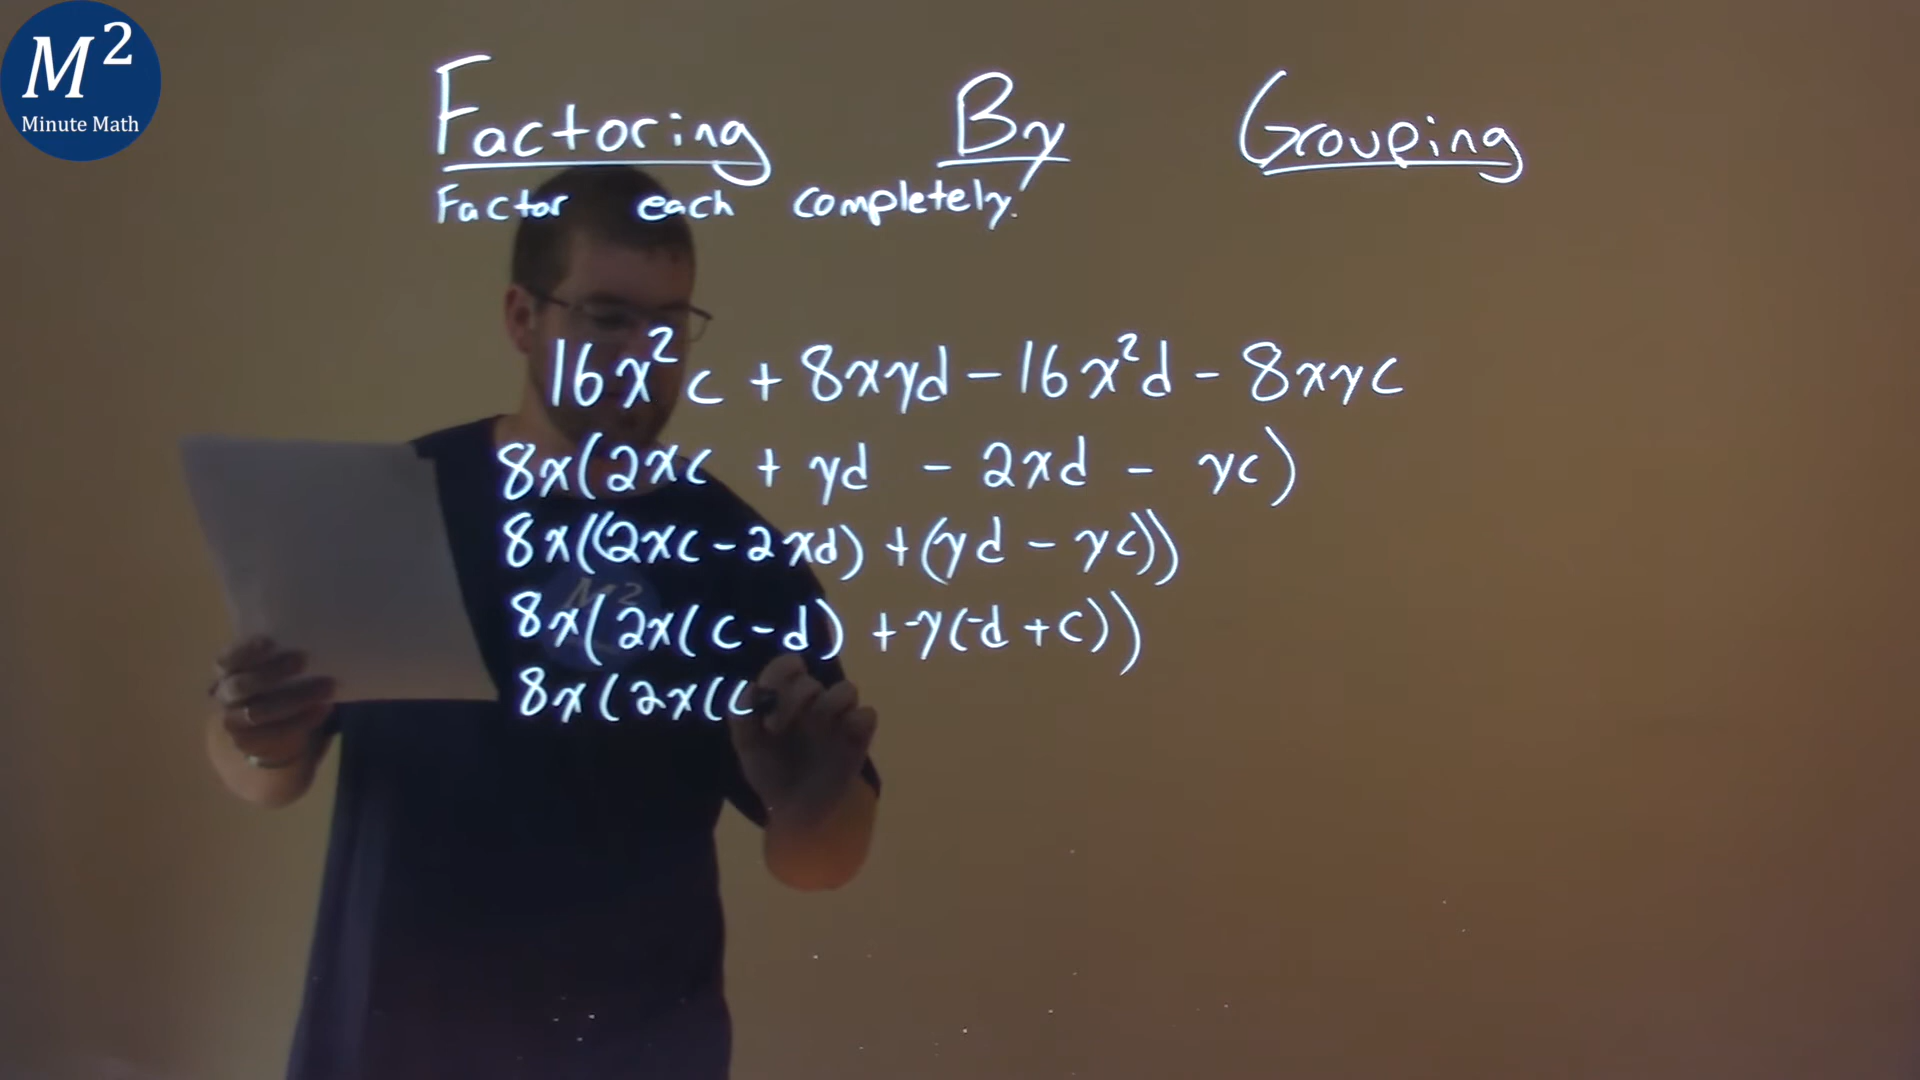 M²
Minute Math
Factoring By Grouping
Factor each completely.
16x²c + 8xyd - 16x²d - 8xyc
8x(2xc + yd - 2xd - yc)
8x((2xc - 2xd) + (yd - yc))
M²
8x(2x(c - d) + -y(-d + c))
8x(2x(c